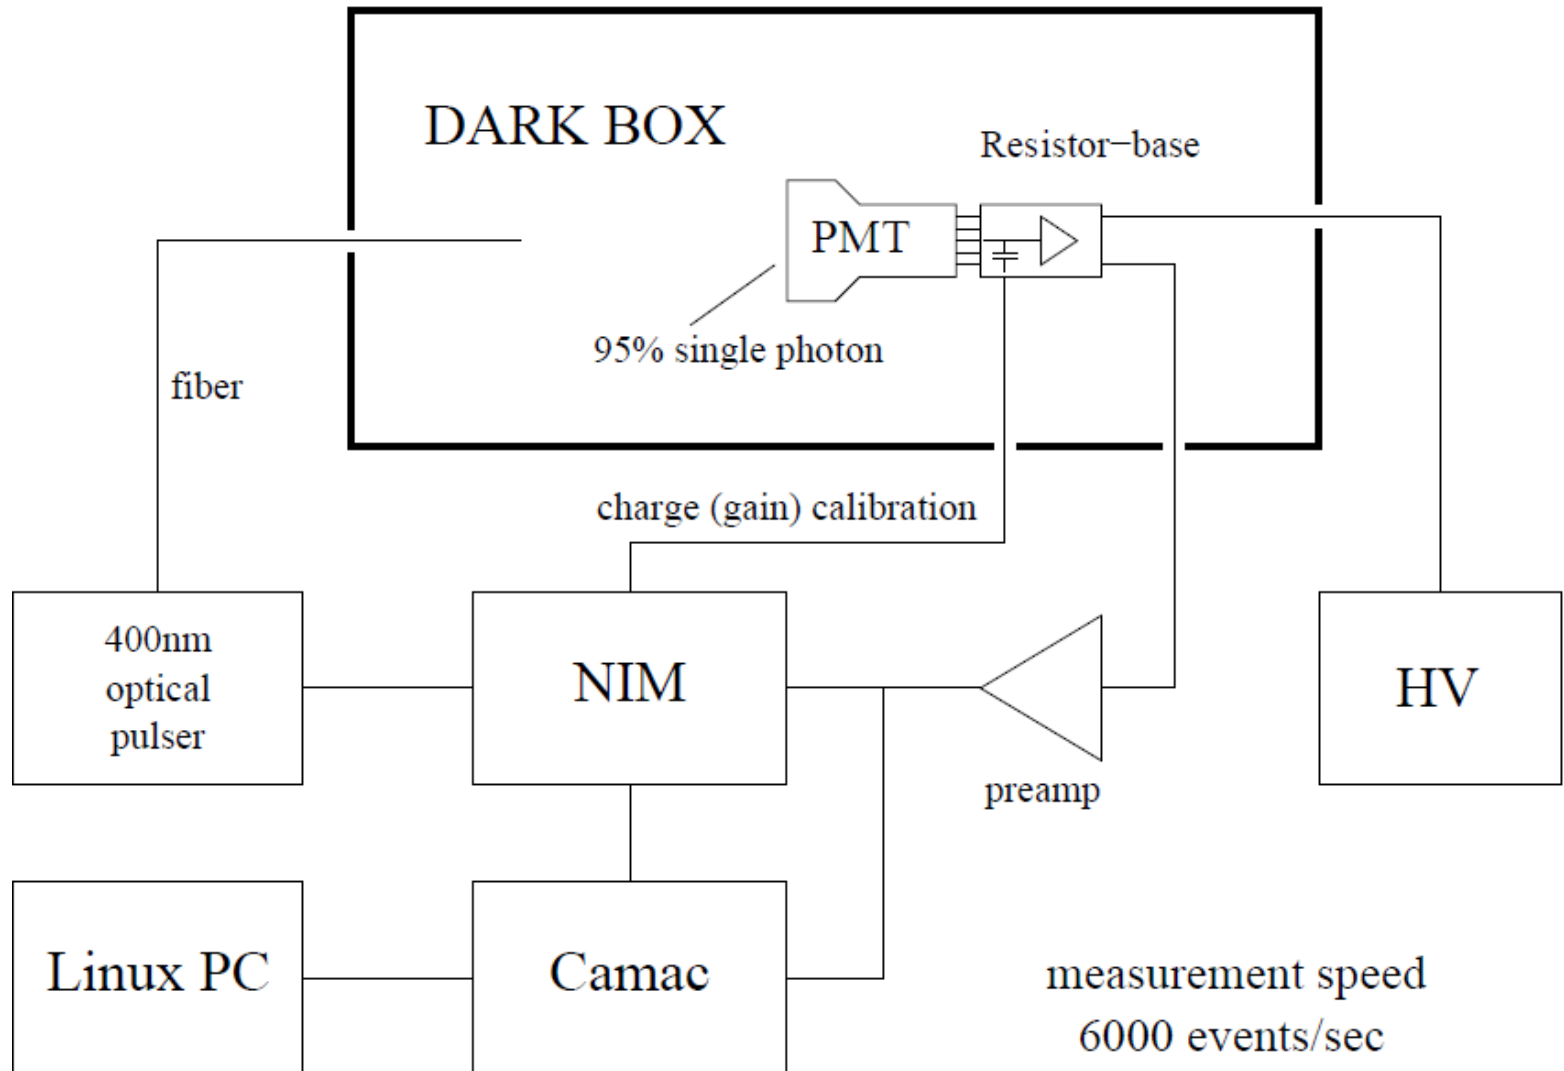 DARK BOX
Resistor−base
PMT
95% single photon
fiber
charge (gain) calibration
400nm
optical
pulser
NIM
HV
preamp
Linux PC
Camac
measurement speed
6000 events/sec